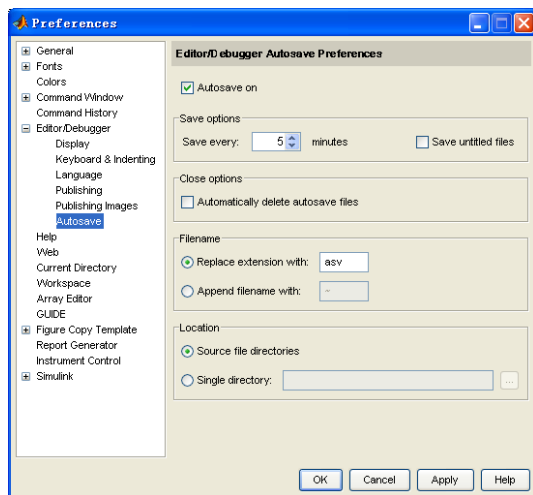 Preferences
General
Fonts
Colors
Command Window
Command History
Editor/Debugger
Display
Keyboard & Indenting
Language
Publishing
Publishing Images
Autosave
Help
Web
Current Directory
Workspace
Array Editor
GUIDE
Figure Copy Template
Report Generator
Instrument Control
Simulink
Editor/Debugger Autosave Preferences
Autosave on
Save options
Save every: 5 minutes Save untitled files
Close options
Automatically delete autosave files
Filename
Replace extension with: asv
Append filename with: ~
Location
Source file directories
Single directory: ...
OK Cancel Apply Help